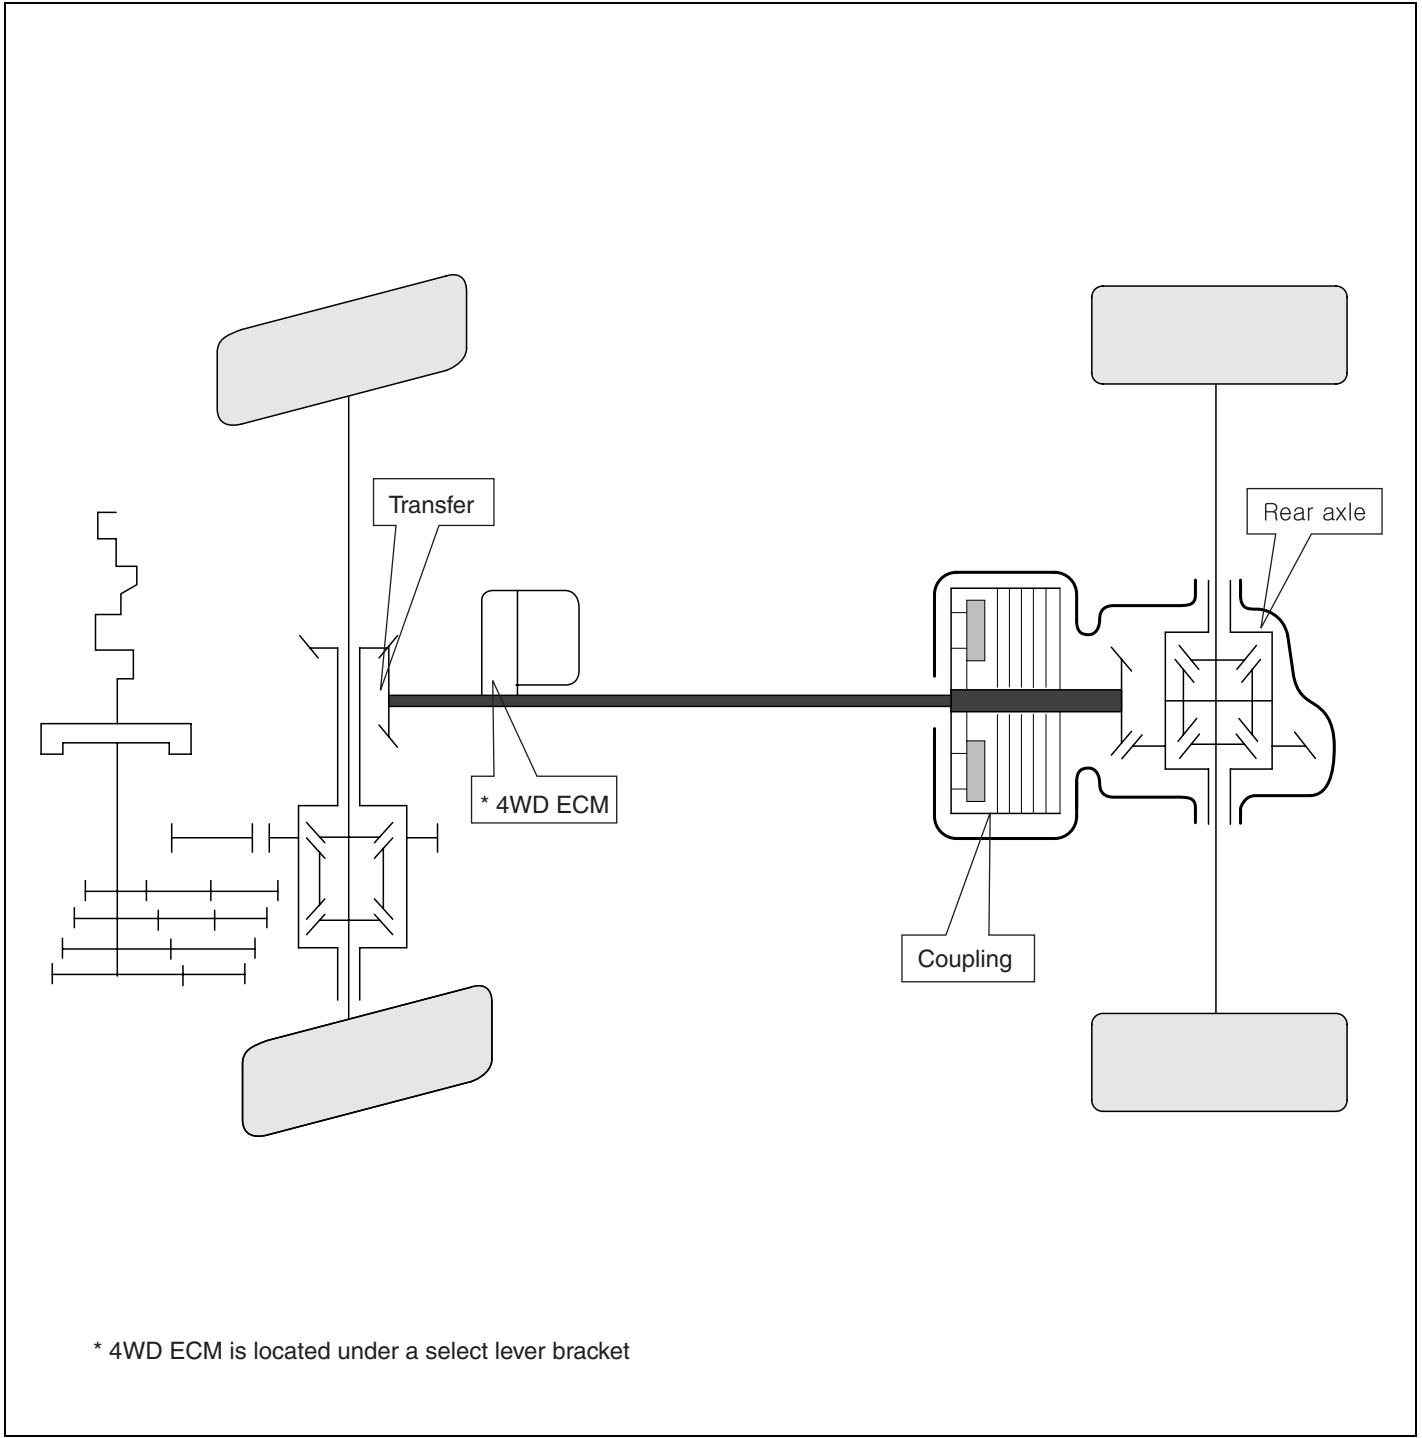 Transfer
Rear axle
* 4WD ECM
Coupling
* 4WD ECM is located under a select lever bracket